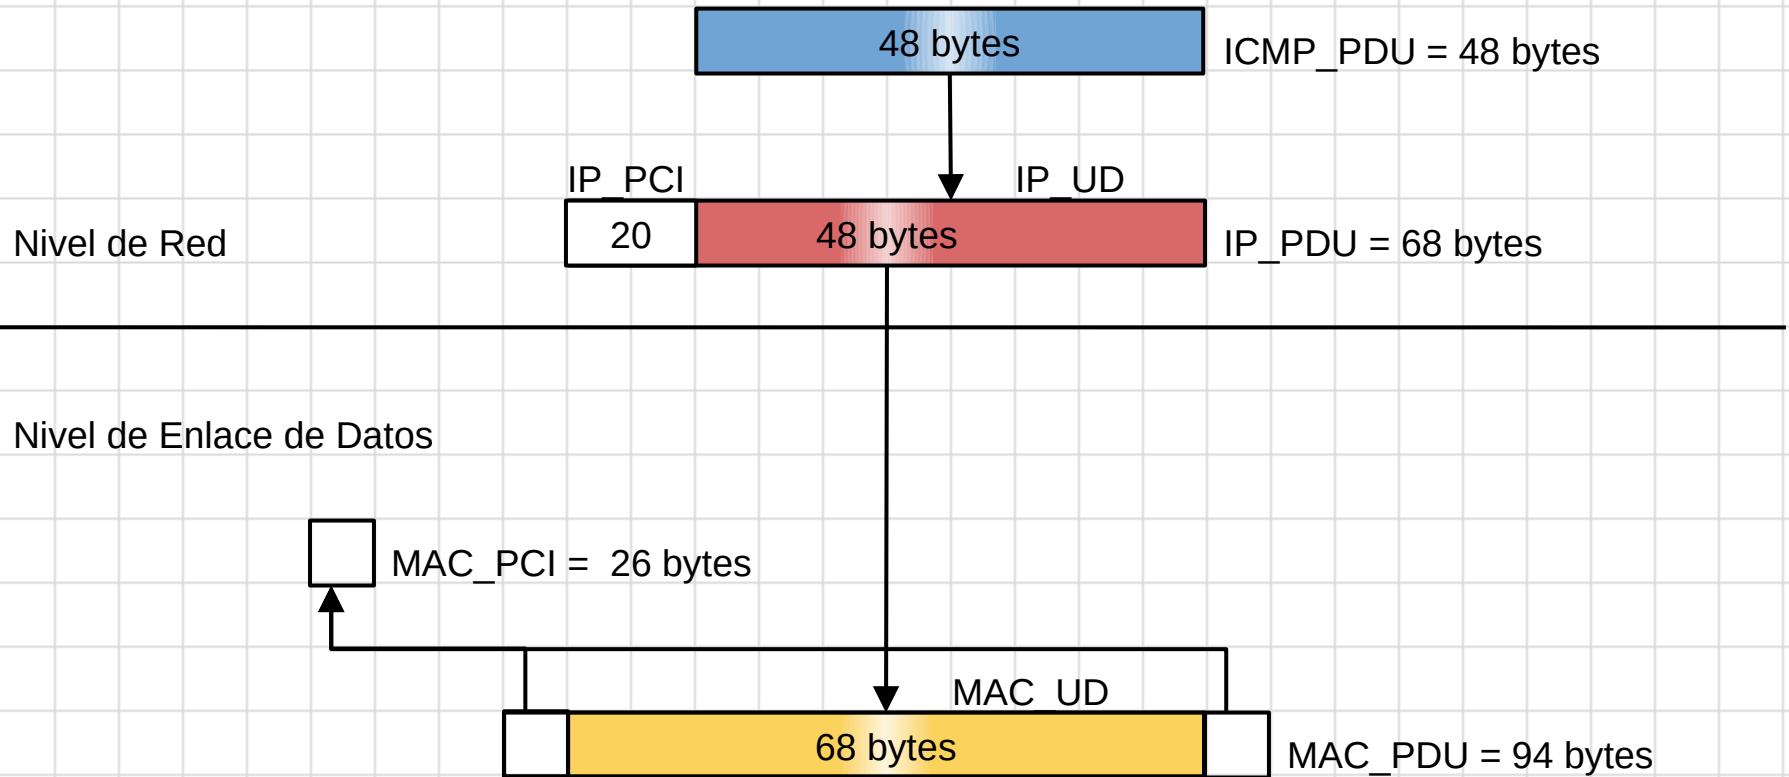 48 bytes
ICMP_PDU = 48 bytes
IP_PCI
IP_UD
Nivel de Red
20
48 bytes
IP_PDU = 68 bytes
Nivel de Enlace de Datos
MAC_PCI = 26 bytes
MAC_UD
68 bytes
MAC_PDU = 94 bytes